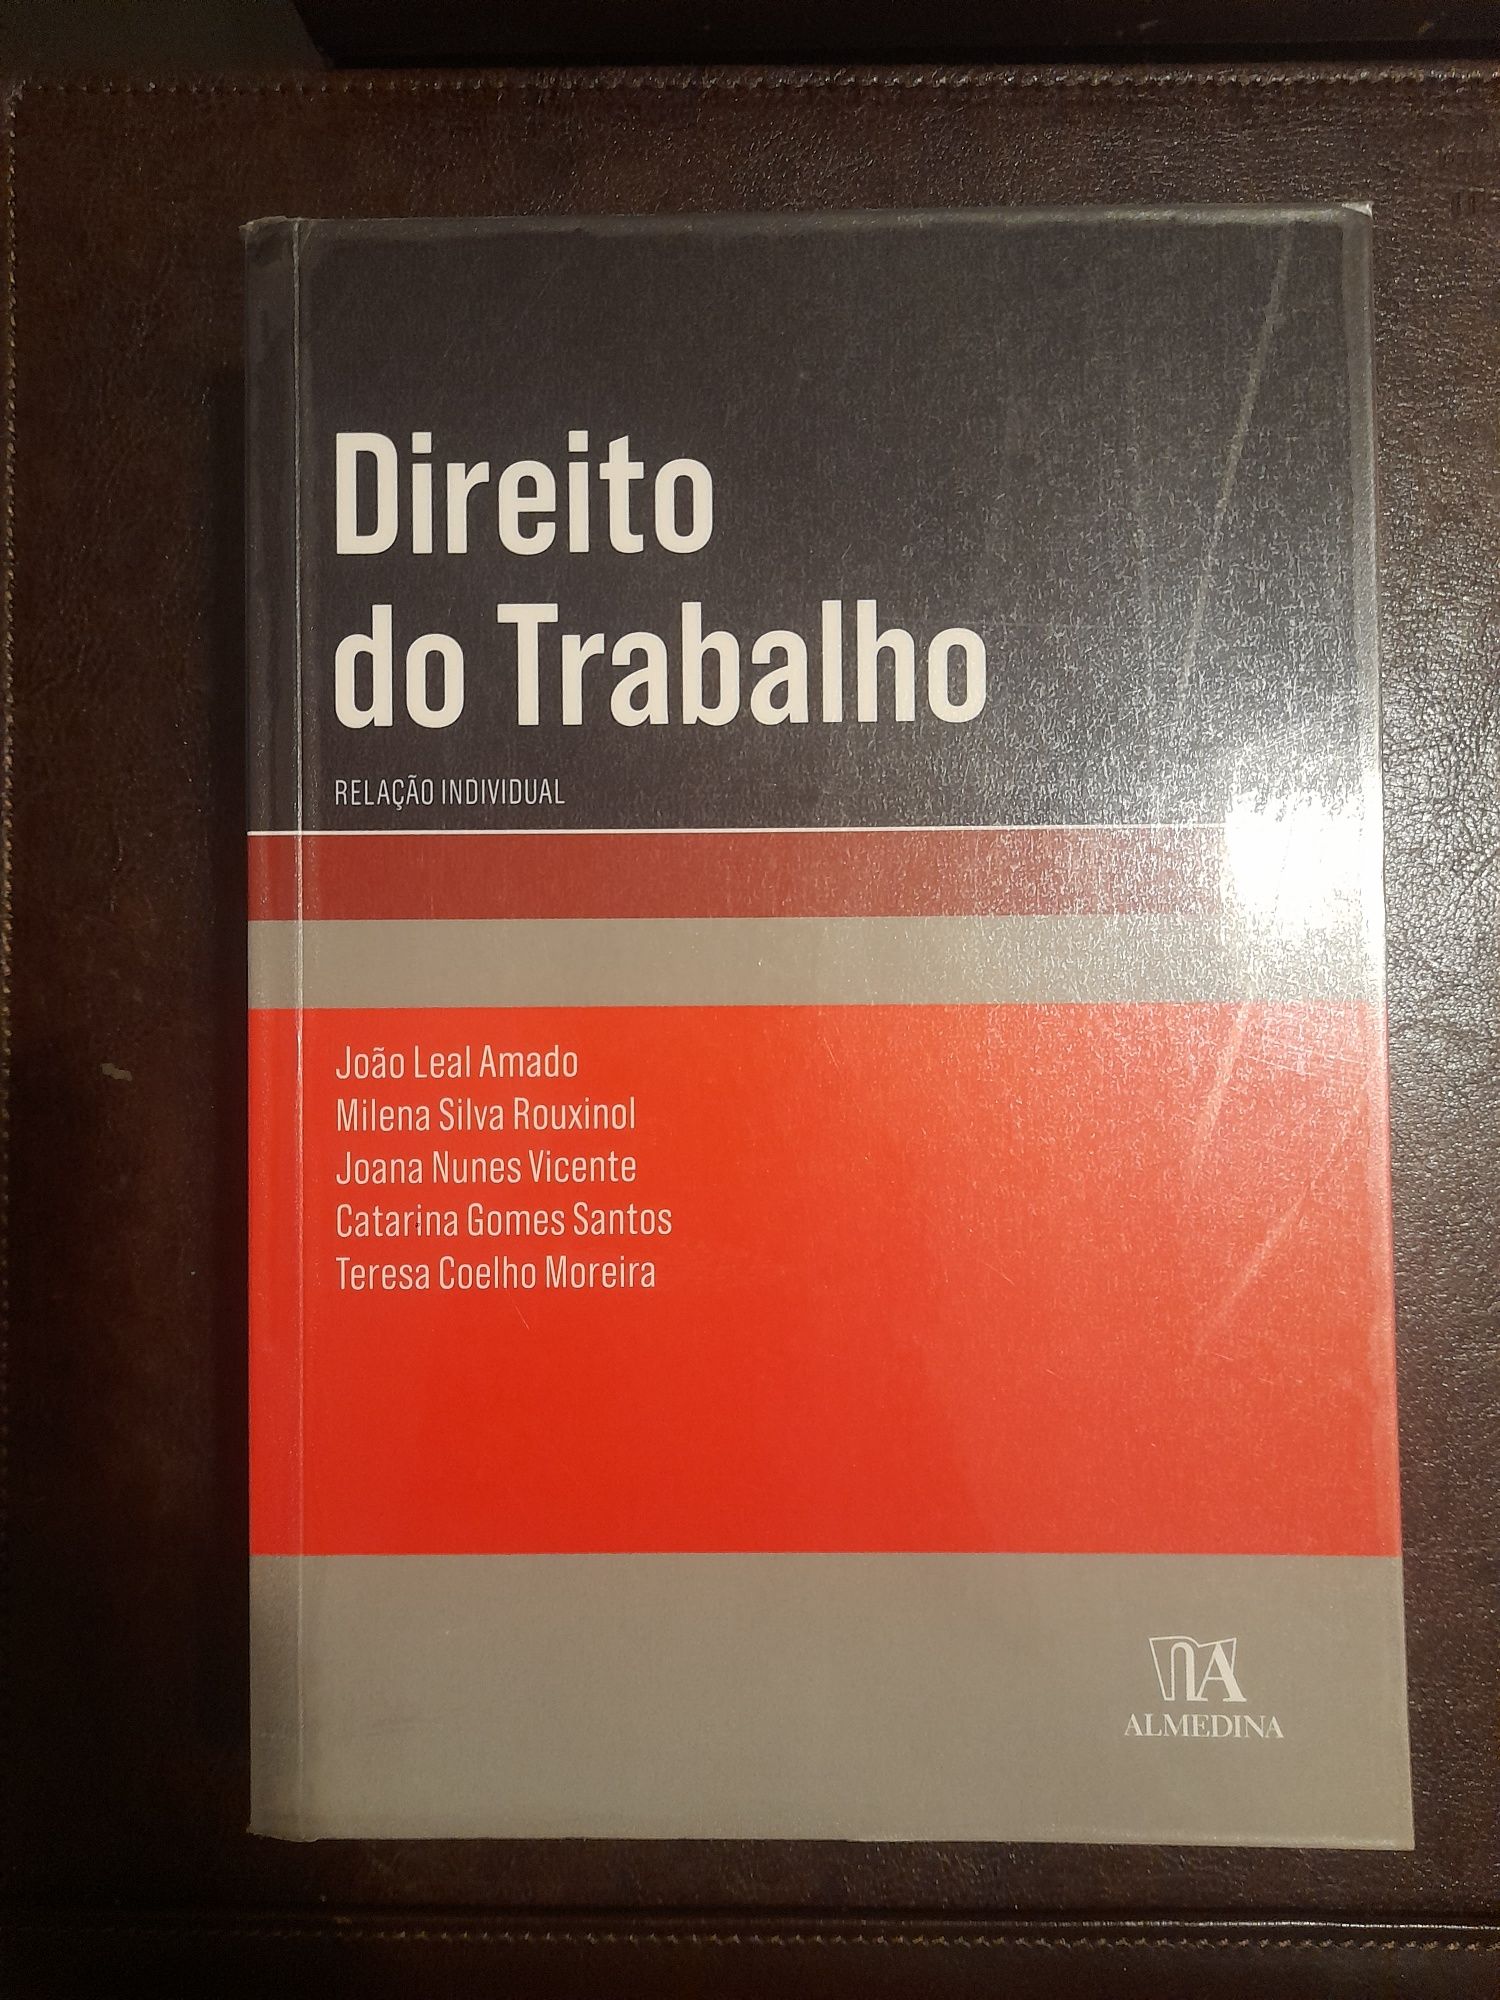 Direito
do Trabalho
RELAÇÃO INDIVIDUAL
João Leal Amado
Milena Silva Rouxinol
Joana Nunes Vicente
Catarina Gomes Santos
Teresa Coelho Moreira
ALMEDINA